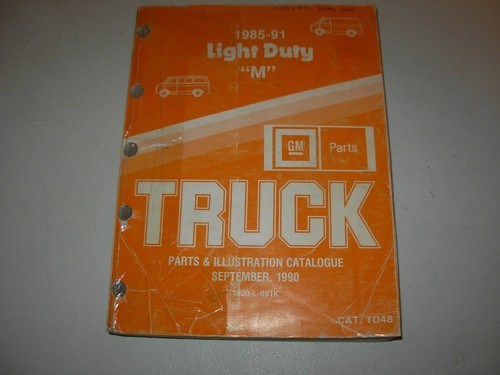 1985-91
Light Duty
"M"
GM Parts
TRUCK
PARTS & ILLUSTRATION CATALOGUE
SEPTEMBER, 1990
CAT. TO48